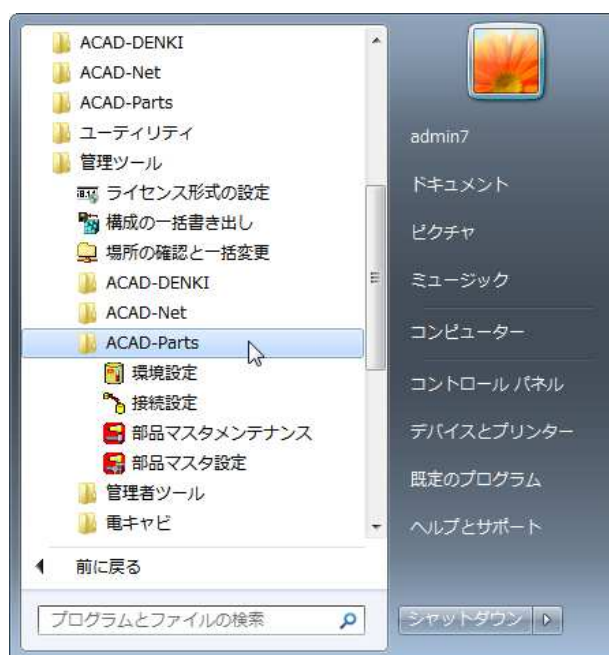 ACAD-DENKI
ACAD-Net
ACAD-Parts
ユーティリティ
管理ツール
ライセンス形式の設定
構成の一括書き出し
場所の確認と一括変更
ACAD-DENKI
ACAD-Net
ACAD-Parts
環境設定
接続設定
部品マスタメンテナンス
部品マスタ設定
管理者ツール
電キャビ
前に戻る
プログラムとファイルの検索
admin7
ドキュメント
ピクチャ
ミュージック
コンピューター
コントロール パネル
デバイスとプリンター
既定のプログラム
ヘルプとサポート
シャットダウン